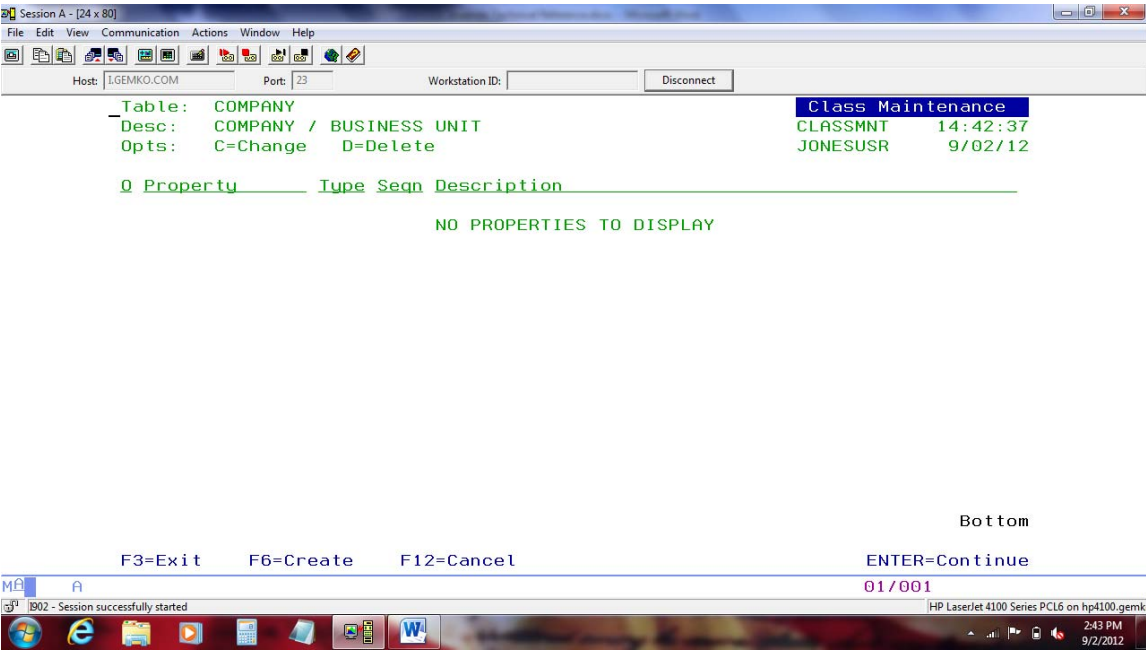 Session A - [24 x 80]
File Edit View Communication Actions Window Help
Host: I.GEMKO.COM Port: 23 Workstation ID: Disconnect
Table: COMPANY Class Maintenance
Desc: COMPANY / BUSINESS UNIT CLASSMNT 14:42:37
Opts: C=Change D=Delete JONESUSR 9/02/12
O Property Type Seqn Description
NO PROPERTIES TO DISPLAY
Bottom
F3=Exit F6=Create F12=Cancel ENTER=Continue
MA A 01/001
I902 - Session successfully started HP LaserJet 4100 Series PCL6 on hp4100.gemk
2:43 PM
9/2/2012